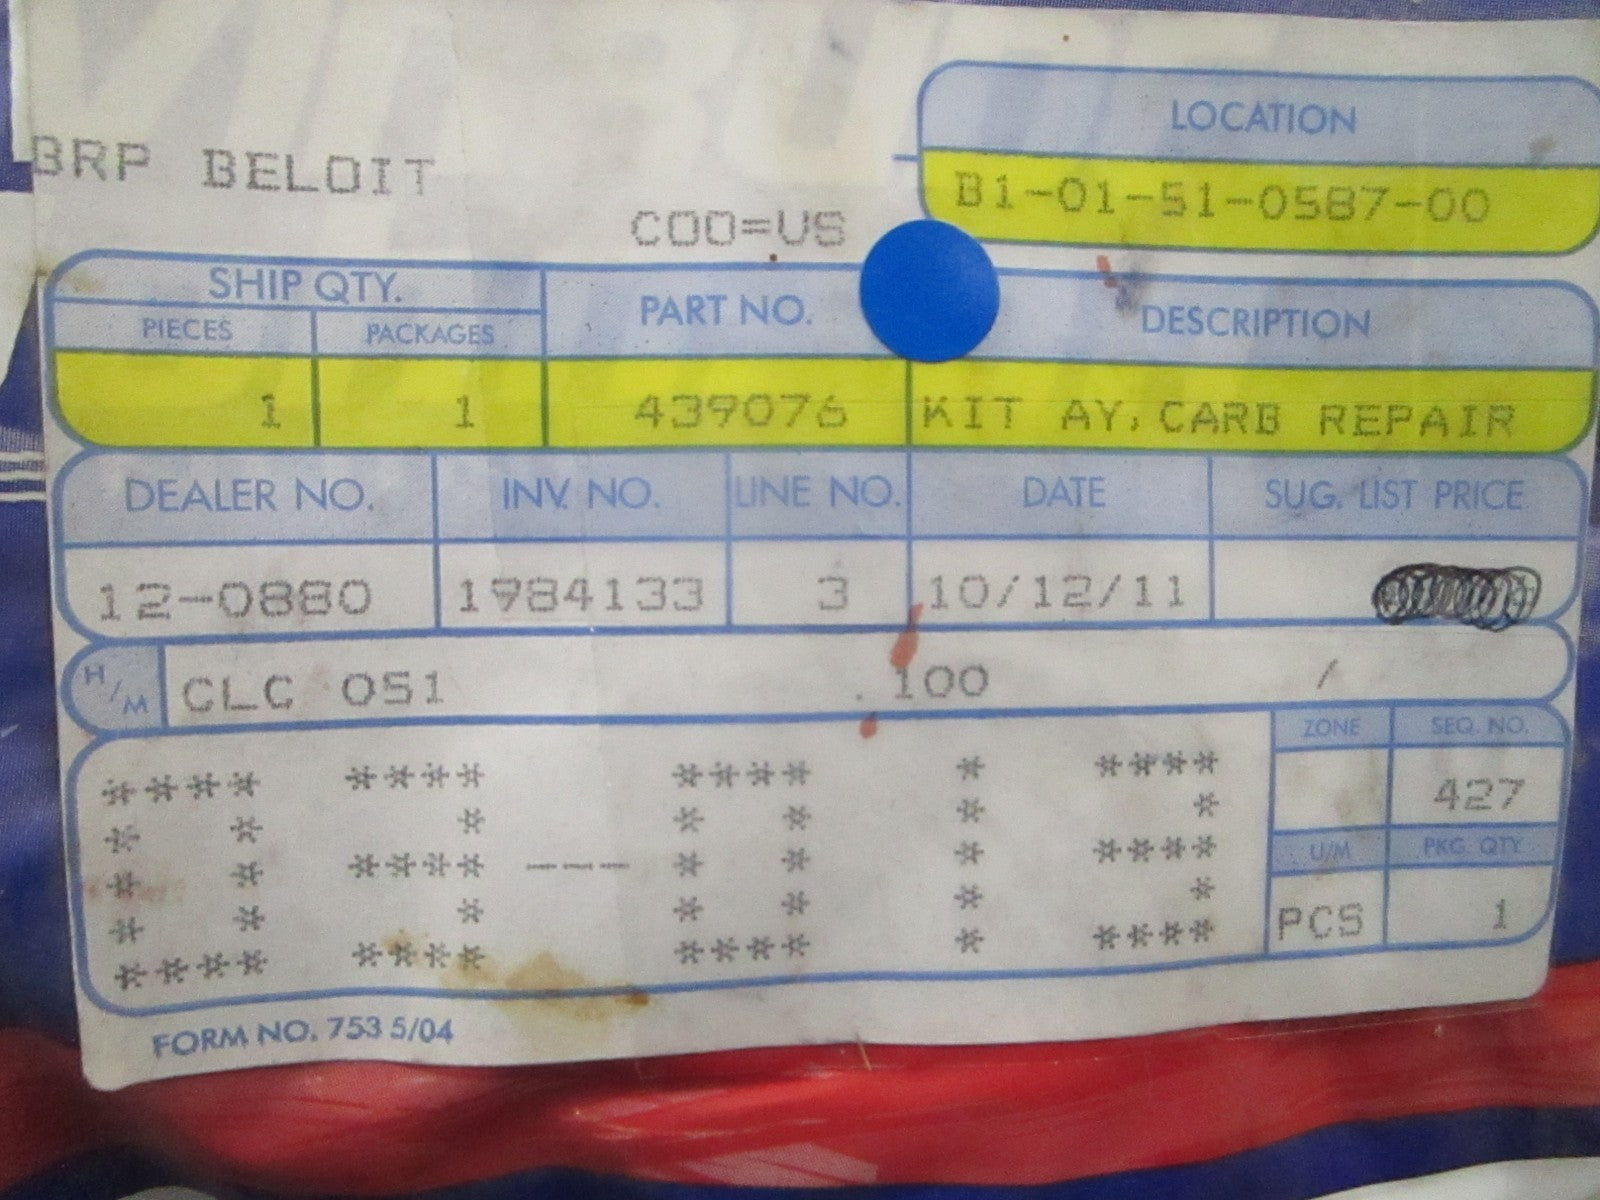 BRP BELOIT
COO=US
LOCATION
B1-01-51-0587-00
SHIP QTY.
PIECES PACKAGES PART NO. DESCRIPTION
1 1 439076 KIT AY, CARB REPAIR
DEALER NO. INV. NO. LINE NO. DATE SUG. LIST PRICE
12-0880 1984133 3 10/12/11
H/M CLC 051 .100 /
ZONE SEQ. NO.
427
U/M PKG. QTY
PCS 1
**** **** **** * ****
* * * * * * *
* * **** --- * * * ****
* * * * * * *
**** **** **** * ****
FORM NO. 753 5/04